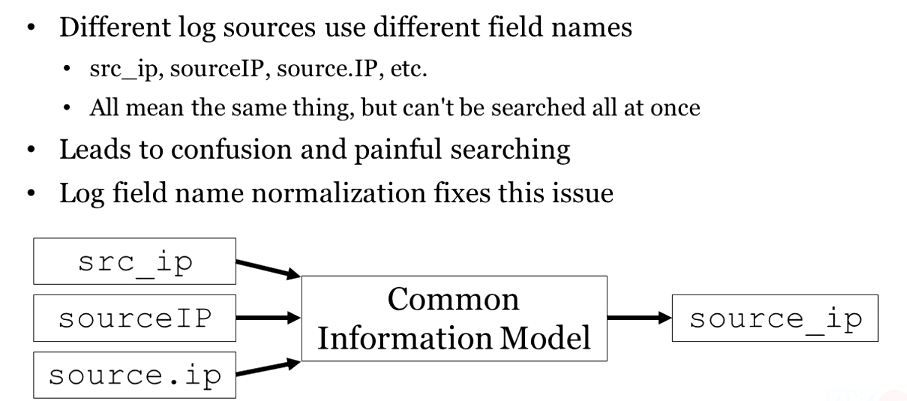 • Different log sources use different field names
• src_ip, sourceIP, source.IP, etc.
• All mean the same thing, but can't be searched all at once
• Leads to confusion and painful searching
• Log field name normalization fixes this issue
src_ip
sourceIP
source.ip
Common
Information Model
source_ip